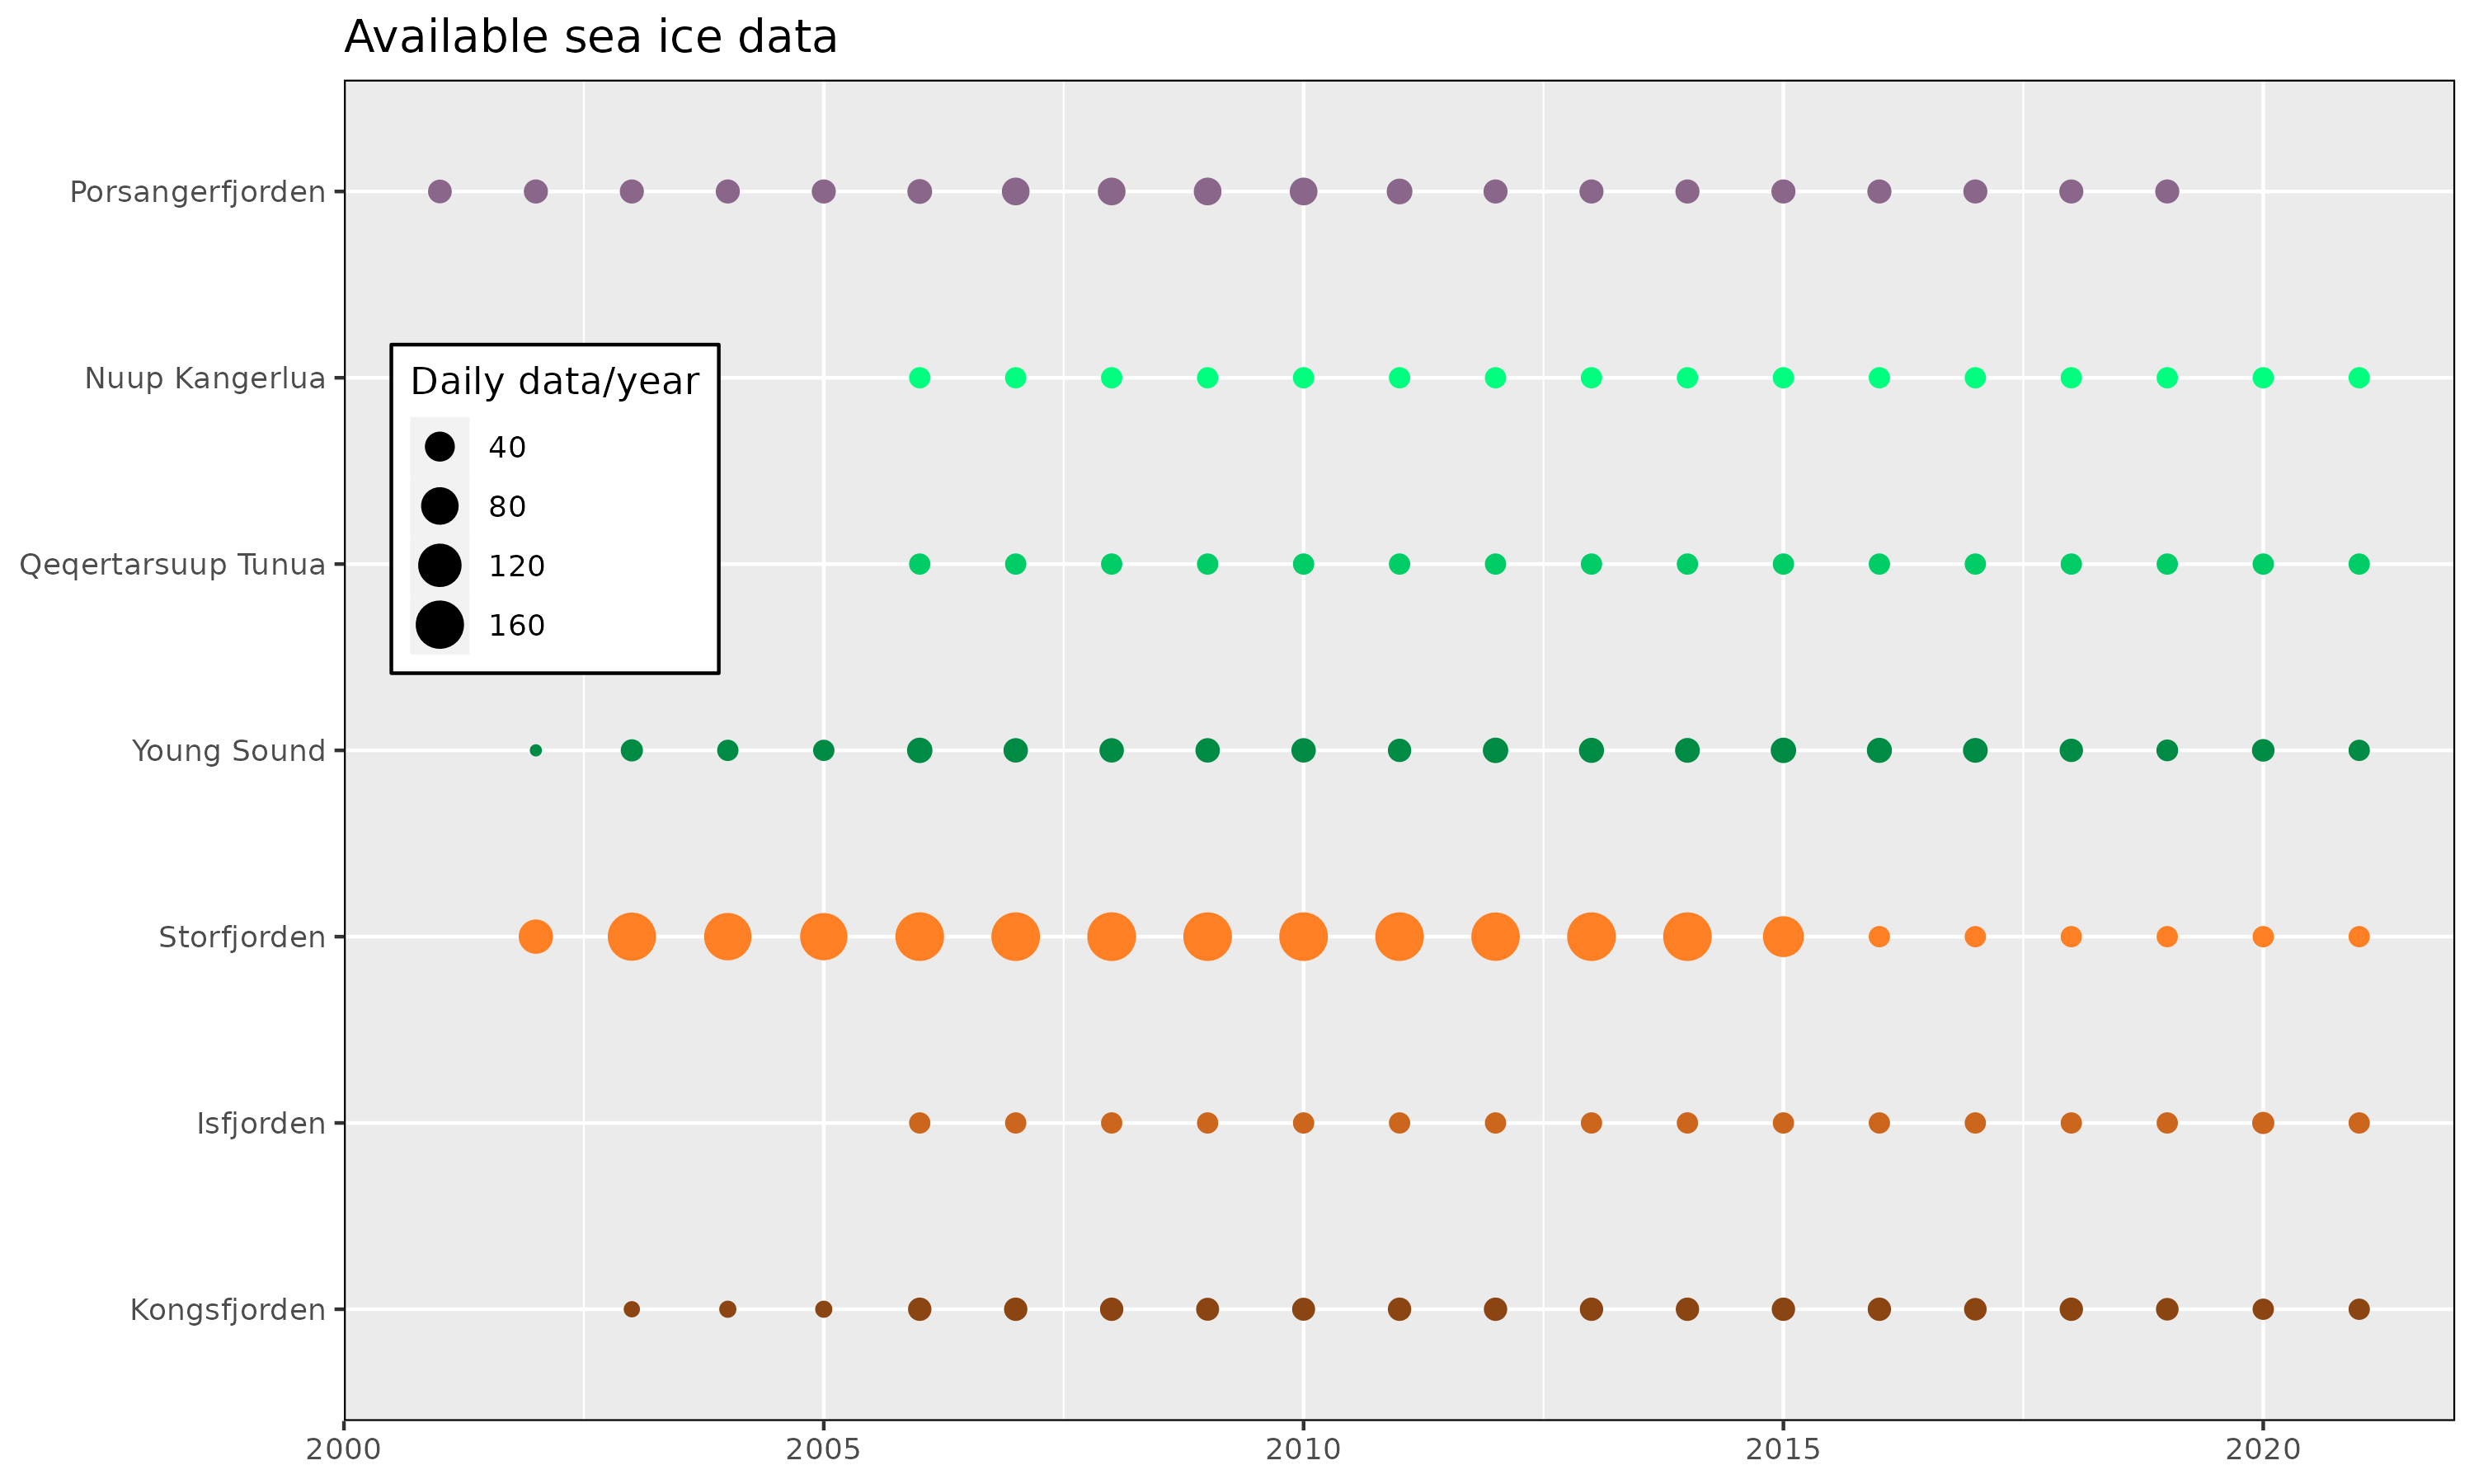 Available sea ice data
Porsangerfjorden
Nuup Kangerlua
Qeqertarsuup Tunua
Young Sound
Storfjorden
Isfjorden
Kongsfjorden
Daily data/year
40
80
120
160
2000 2005 2010 2015 2020